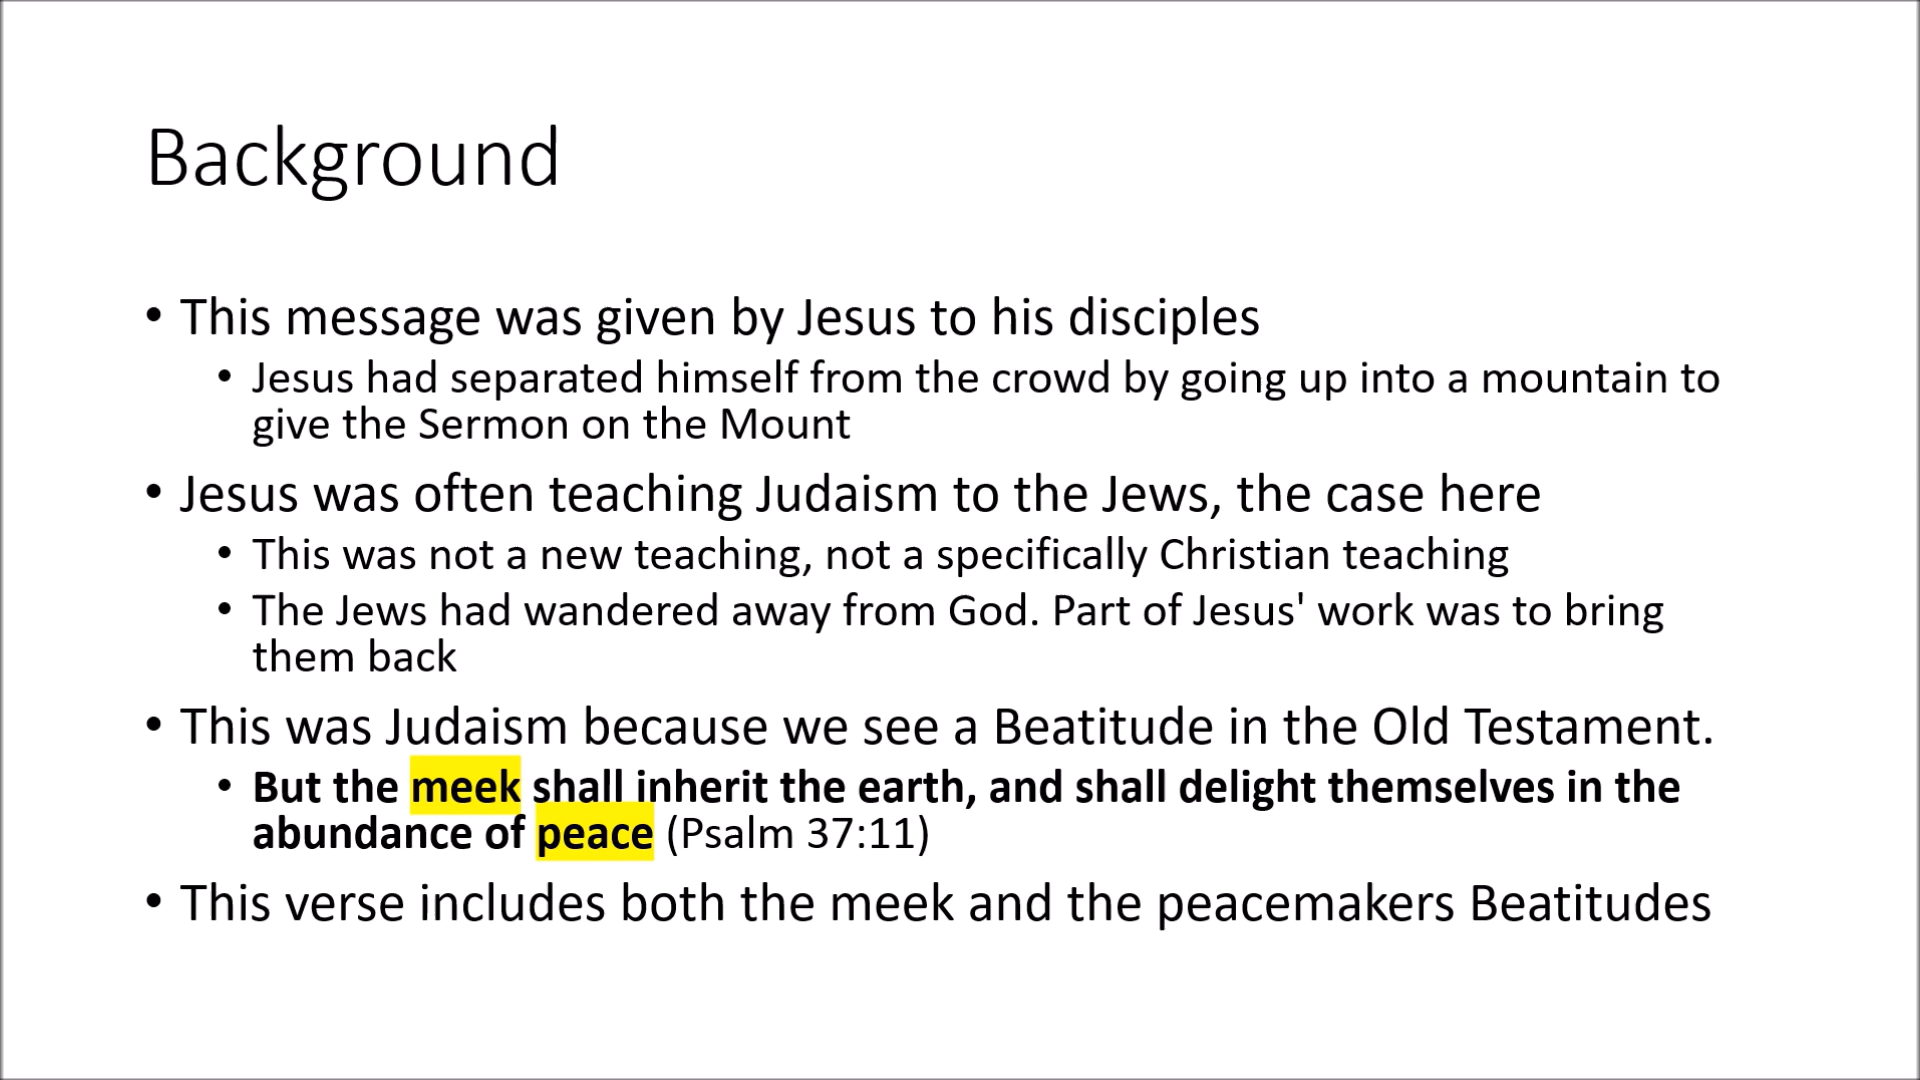 Background
• This message was given by Jesus to his disciples
• Jesus had separated himself from the crowd by going up into a mountain to
give the Sermon on the Mount
• Jesus was often teaching Judaism to the Jews, the case here
• This was not a new teaching, not a specifically Christian teaching
• The Jews had wandered away from God. Part of Jesus' work was to bring
them back
• This was Judaism because we see a Beatitude in the Old Testament.
• But the meek shall inherit the earth, and shall delight themselves in the
abundance of peace (Psalm 37:11)
• This verse includes both the meek and the peacemakers Beatitudes